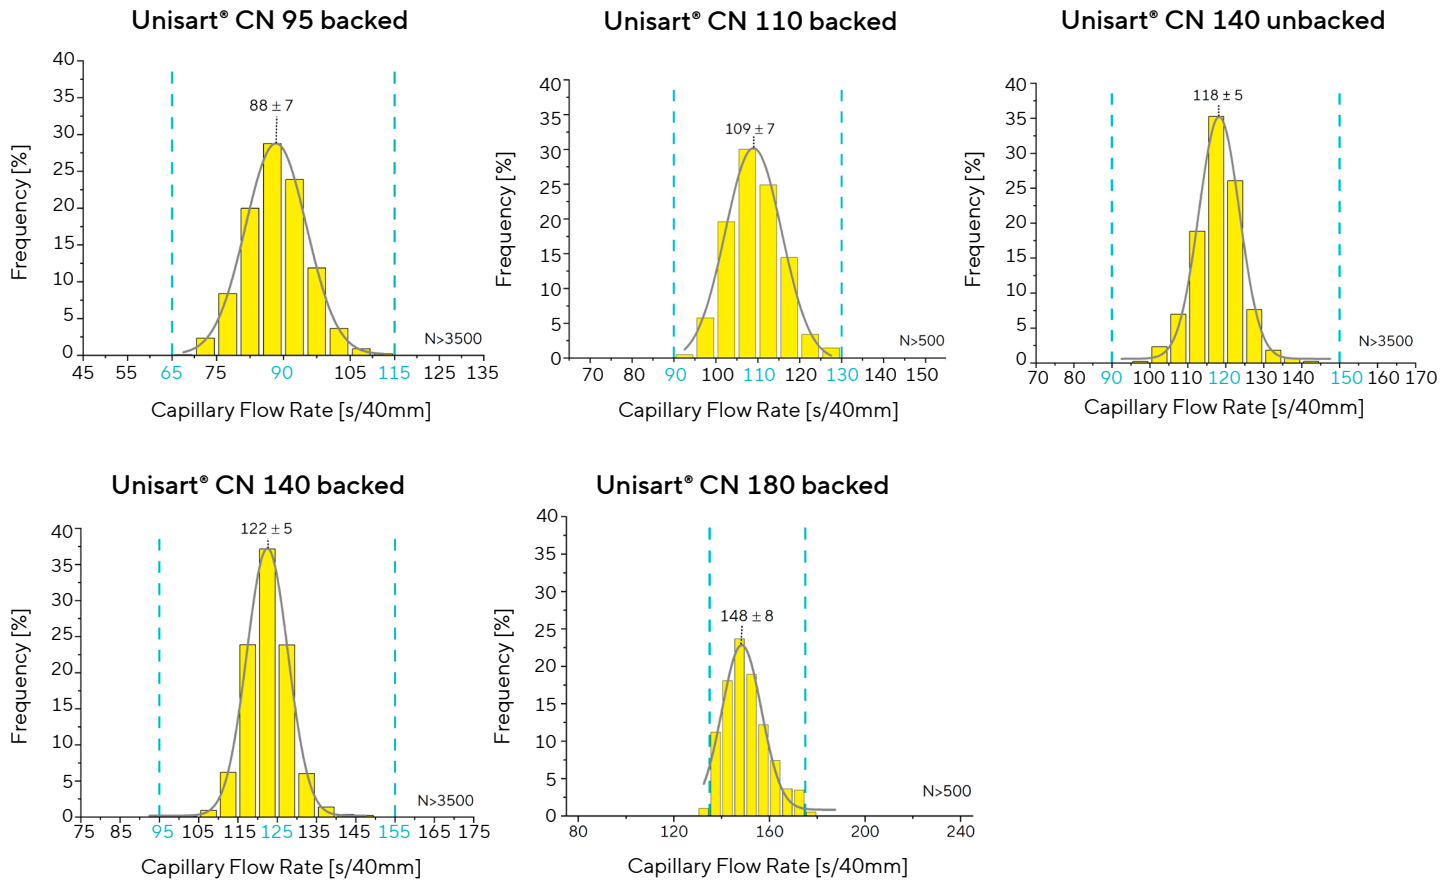 Unisart® CN 95 backed
40
35
30
25
20
15
10
5
0
Frequency [%]
88 ± 7
N>3500
45 55 65 75 90 105 115 125 135
Capillary Flow Rate [s/40mm]
Unisart® CN 110 backed
40
35
30
25
20
15
10
5
0
Frequency [%]
109 ± 7
N>500
70 80 90 100 110 120 130 140 150
Capillary Flow Rate [s/40mm]
Unisart® CN 140 unbacked
40
35
30
25
20
15
10
5
0
Frequency [%]
118 ± 5
N>3500
70 80 90 100 110 120 130 140 150 160 170
Capillary Flow Rate [s/40mm]
Unisart® CN 140 backed
40
35
30
25
20
15
10
5
0
Frequency [%]
122 ± 5
N>3500
75 85 95 105 115 125 135 145 155 165 175
Capillary Flow Rate [s/40mm]
Unisart® CN 180 backed
40
35
30
25
20
15
10
5
0
Frequency [%]
148 ± 8
N>500
80 120 160 200 240
Capillary Flow Rate [s/40mm]